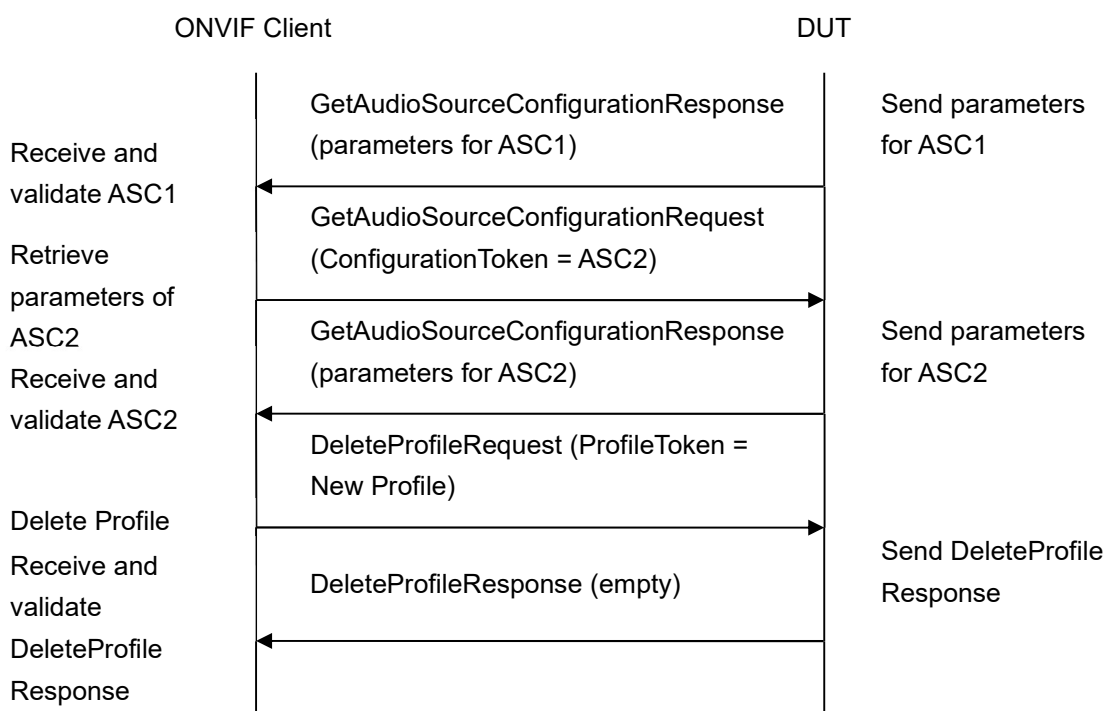 ONVIF Client
DUT
GetAudioSourceConfigurationResponse
(parameters for ASC1)
Send parameters
for ASC1
Receive and
validate ASC1
GetAudioSourceConfigurationRequest
(ConfigurationToken = ASC2)
Retrieve
parameters of
ASC2
GetAudioSourceConfigurationResponse
(parameters for ASC2)
Send parameters
for ASC2
Receive and
validate ASC2
DeleteProfileRequest (ProfileToken =
New Profile)
Delete Profile
Send DeleteProfile
Response
Receive and
validate
DeleteProfile
Response
DeleteProfileResponse (empty)